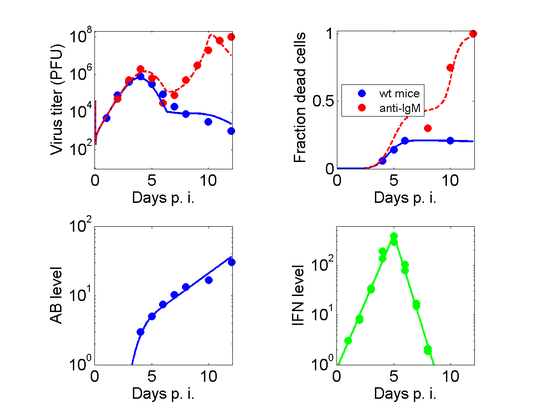 Virus titer (PFU)
10^8
10^6
10^4
10^2
0 5 10
Days p. i.
Fraction dead cells
1
0.5
0
wt mice
anti-IgM
0 5 10
Days p. i.
AB level
10^2
10^1
10^0
0 5 10
Days p. i.
IFN level
10^2
10^1
10^0
0 5 10
Days p. i.